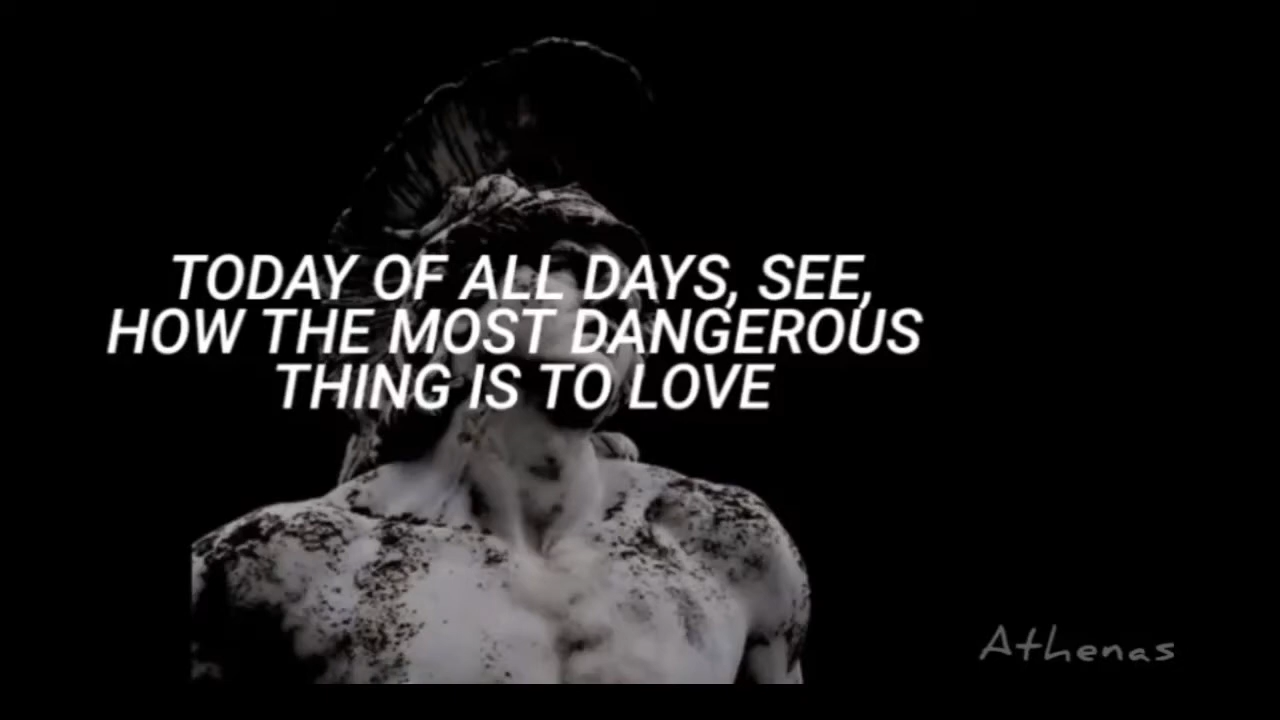 TODAY OF ALL DAYS, SEE,
HOW THE MOST DANGEROUS
THING IS TO LOVE
Athenas